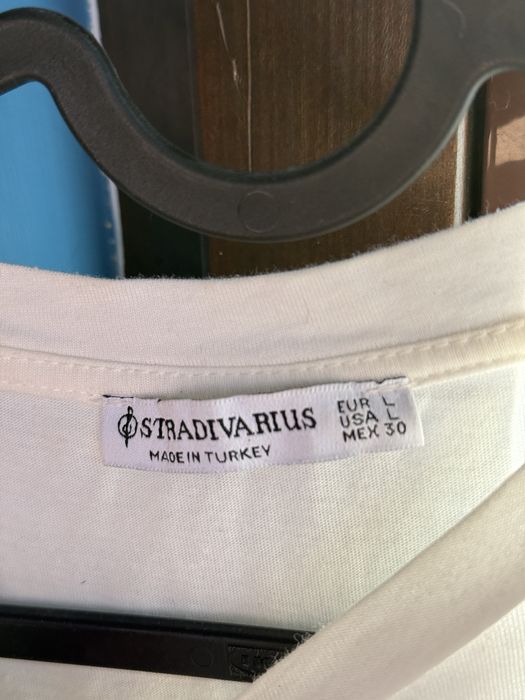 STRADIVARIUS
MADE IN TURKEY
EUR L
USA L
MEX 30